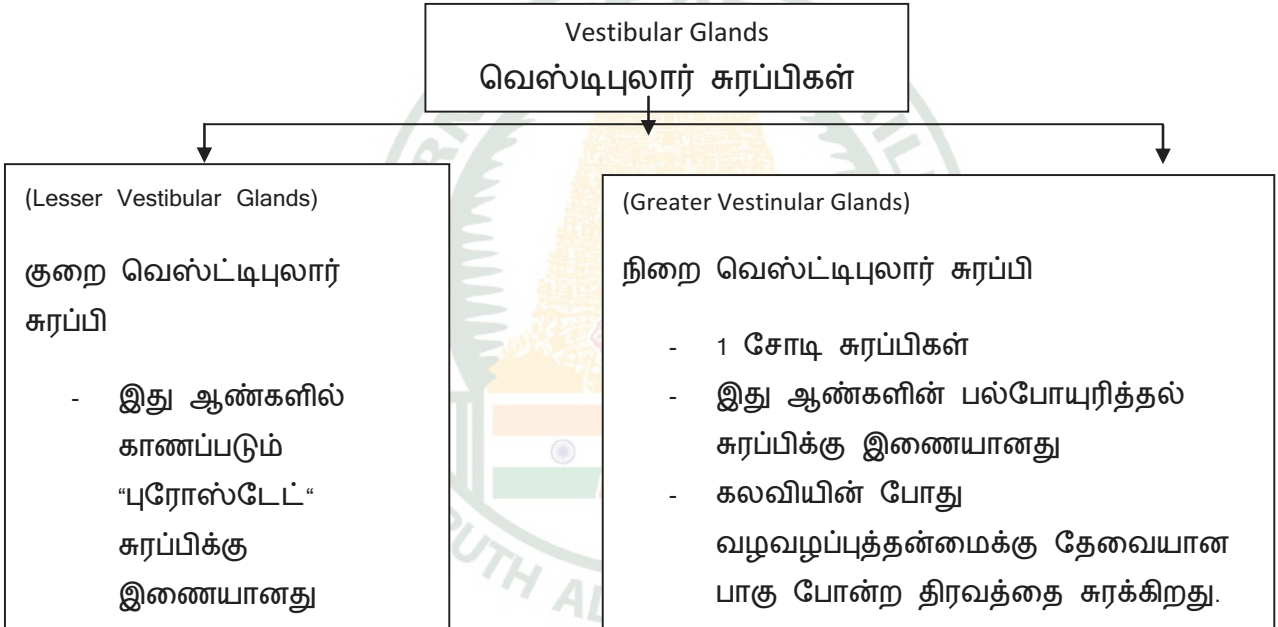 Vestibular Glands
வெஸ்டிபுலார் சுரப்பிகள்
(Lesser Vestibular Glands)
குறை வெஸ்ட்டிபுலார்
சுரப்பி
- இது ஆண்களில்
காணப்படும்
“புரோஸ்டேட்“
சுரப்பிக்கு
இணையானது
(Greater Vestinular Glands)
நிறை வெஸ்ட்டிபுலார் சுரப்பி
- 1 சோடி சுரப்பிகள்
- இது ஆண்களின் பல்போயுரித்தல்
சுரப்பிக்கு இணையானது
- கலவியின் போது
வழவழப்புத்தன்மைக்கு தேவையான
பாகு போன்ற திரவத்தை சுரக்கிறது.